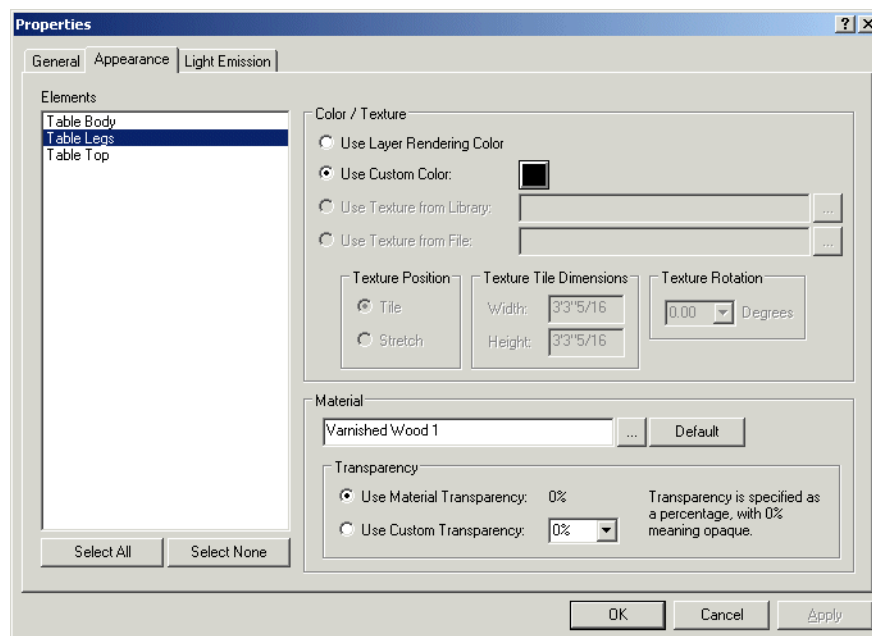 Properties
General Appearance Light Emission
Elements
Table Body
Table Legs
Table Top
Select All Select None
Color / Texture
Use Layer Rendering Color
Use Custom Color:
Use Texture from Library: ...
Use Texture from File: ...
Texture Position
Tile
Stretch
Texture Tile Dimensions
Width: 3'3"5/16
Height: 3'3"5/16
Texture Rotation
0.00 Degrees
Material
Varnished Wood 1 ... Default
Transparency
Use Material Transparency: 0%
Use Custom Transparency: 0%
Transparency is specified as
a percentage, with 0%
meaning opaque.
OK Cancel Apply